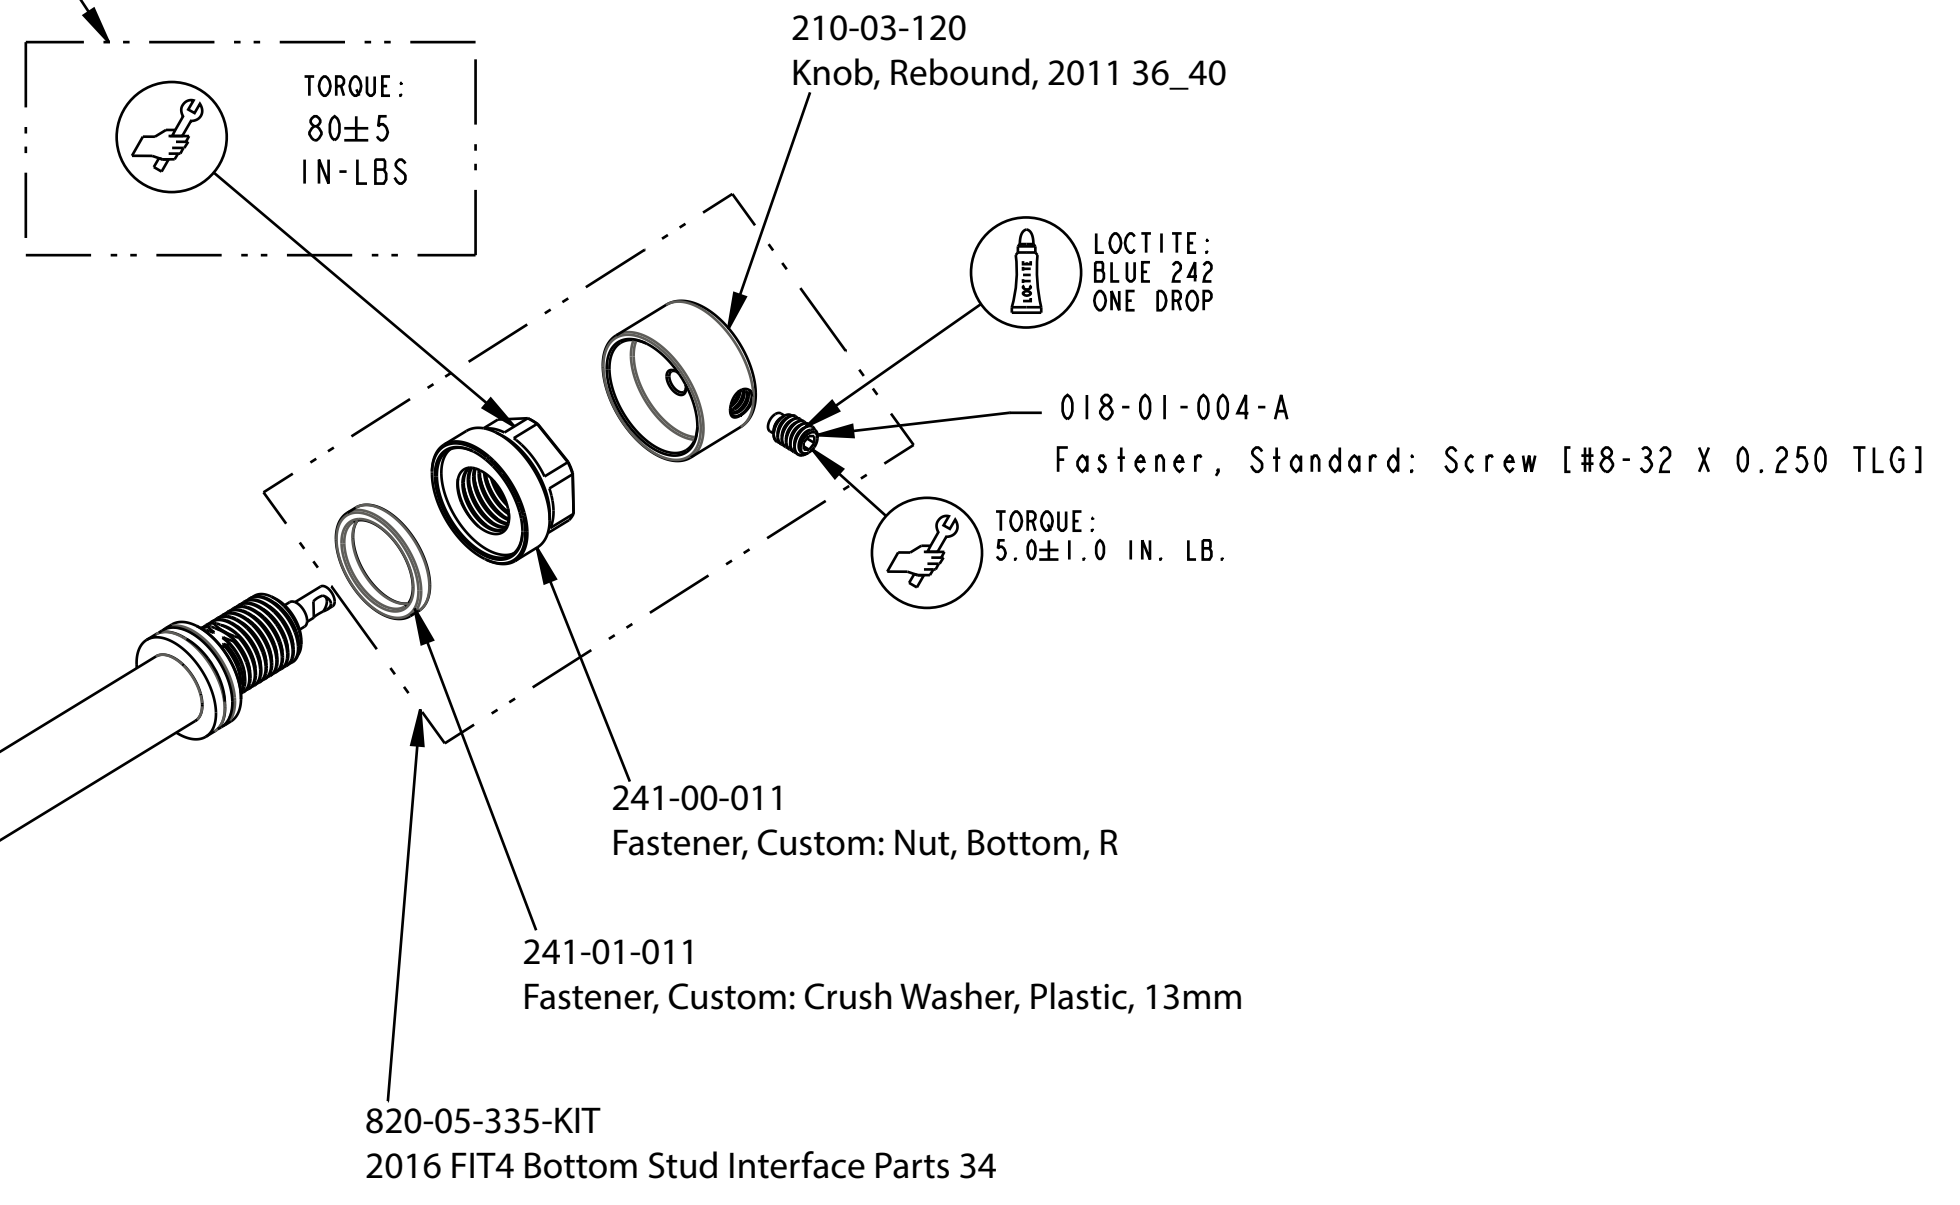 210-03-120
Knob, Rebound, 2011 36_40
TORQUE:
80±5
IN-LBS
LOCTITE
LOCTITE:
BLUE 242
ONE DROP
018-01-004-A
Fastener, Standard: Screw [#8-32 X 0.250 TLG]
TORQUE:
5.0±1.0 IN. LB.
241-00-011
Fastener, Custom: Nut, Bottom, R
241-01-011
Fastener, Custom: Crush Washer, Plastic, 13mm
820-05-335-KIT
2016 FIT4 Bottom Stud Interface Parts 34